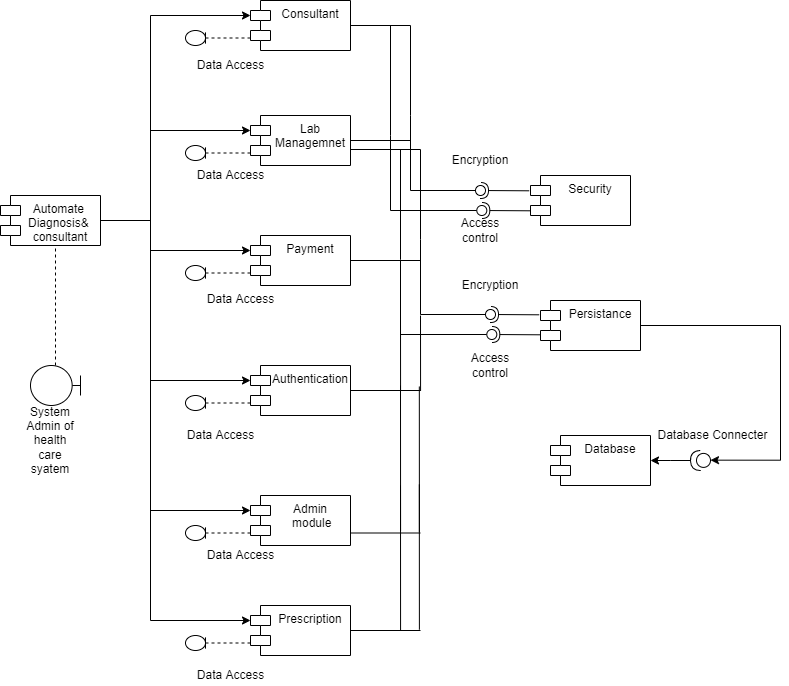 Consultant
Data Access
Lab
Managemnet
Data Access
Encryption
Security
Access
control
Automate
Diagnosis&
consultant
Payment
Data Access
Encryption
Persistance
Access
control
Authentication
Data Access
System
Admin of
health
care
syatem
Database
Database Connecter
Admin
module
Data Access
Prescription
Data Access